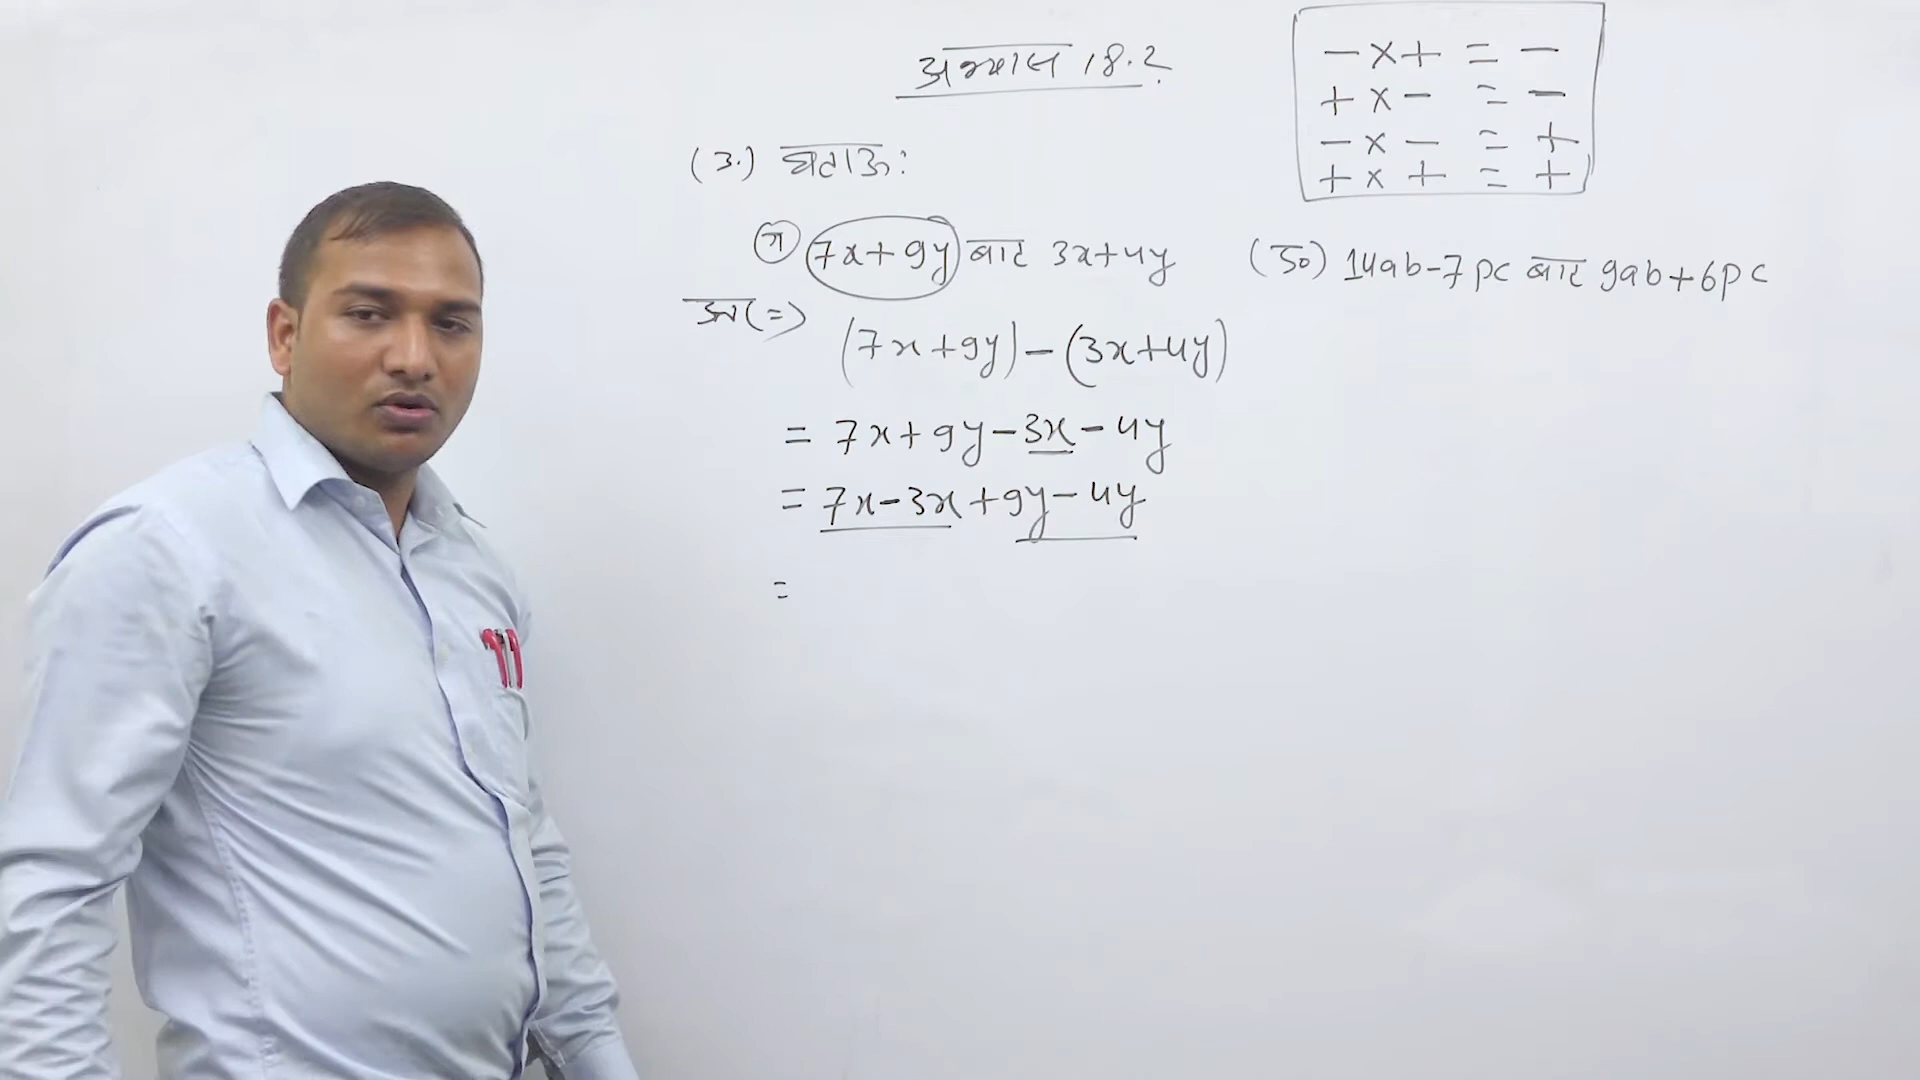 अभ्यास 18.2
- x + = -
+ x - = -
- x - = +
+ x + = +
(3.) घटाऊ:
ग 7x+9y बाट 3x+4y
(ङ) 14ab-7pc बाट 9ab+6pc
(7x+9y)-(3x+4y)
= 7x+9y-3x-4y
= 7x-3x+9y-4y
=